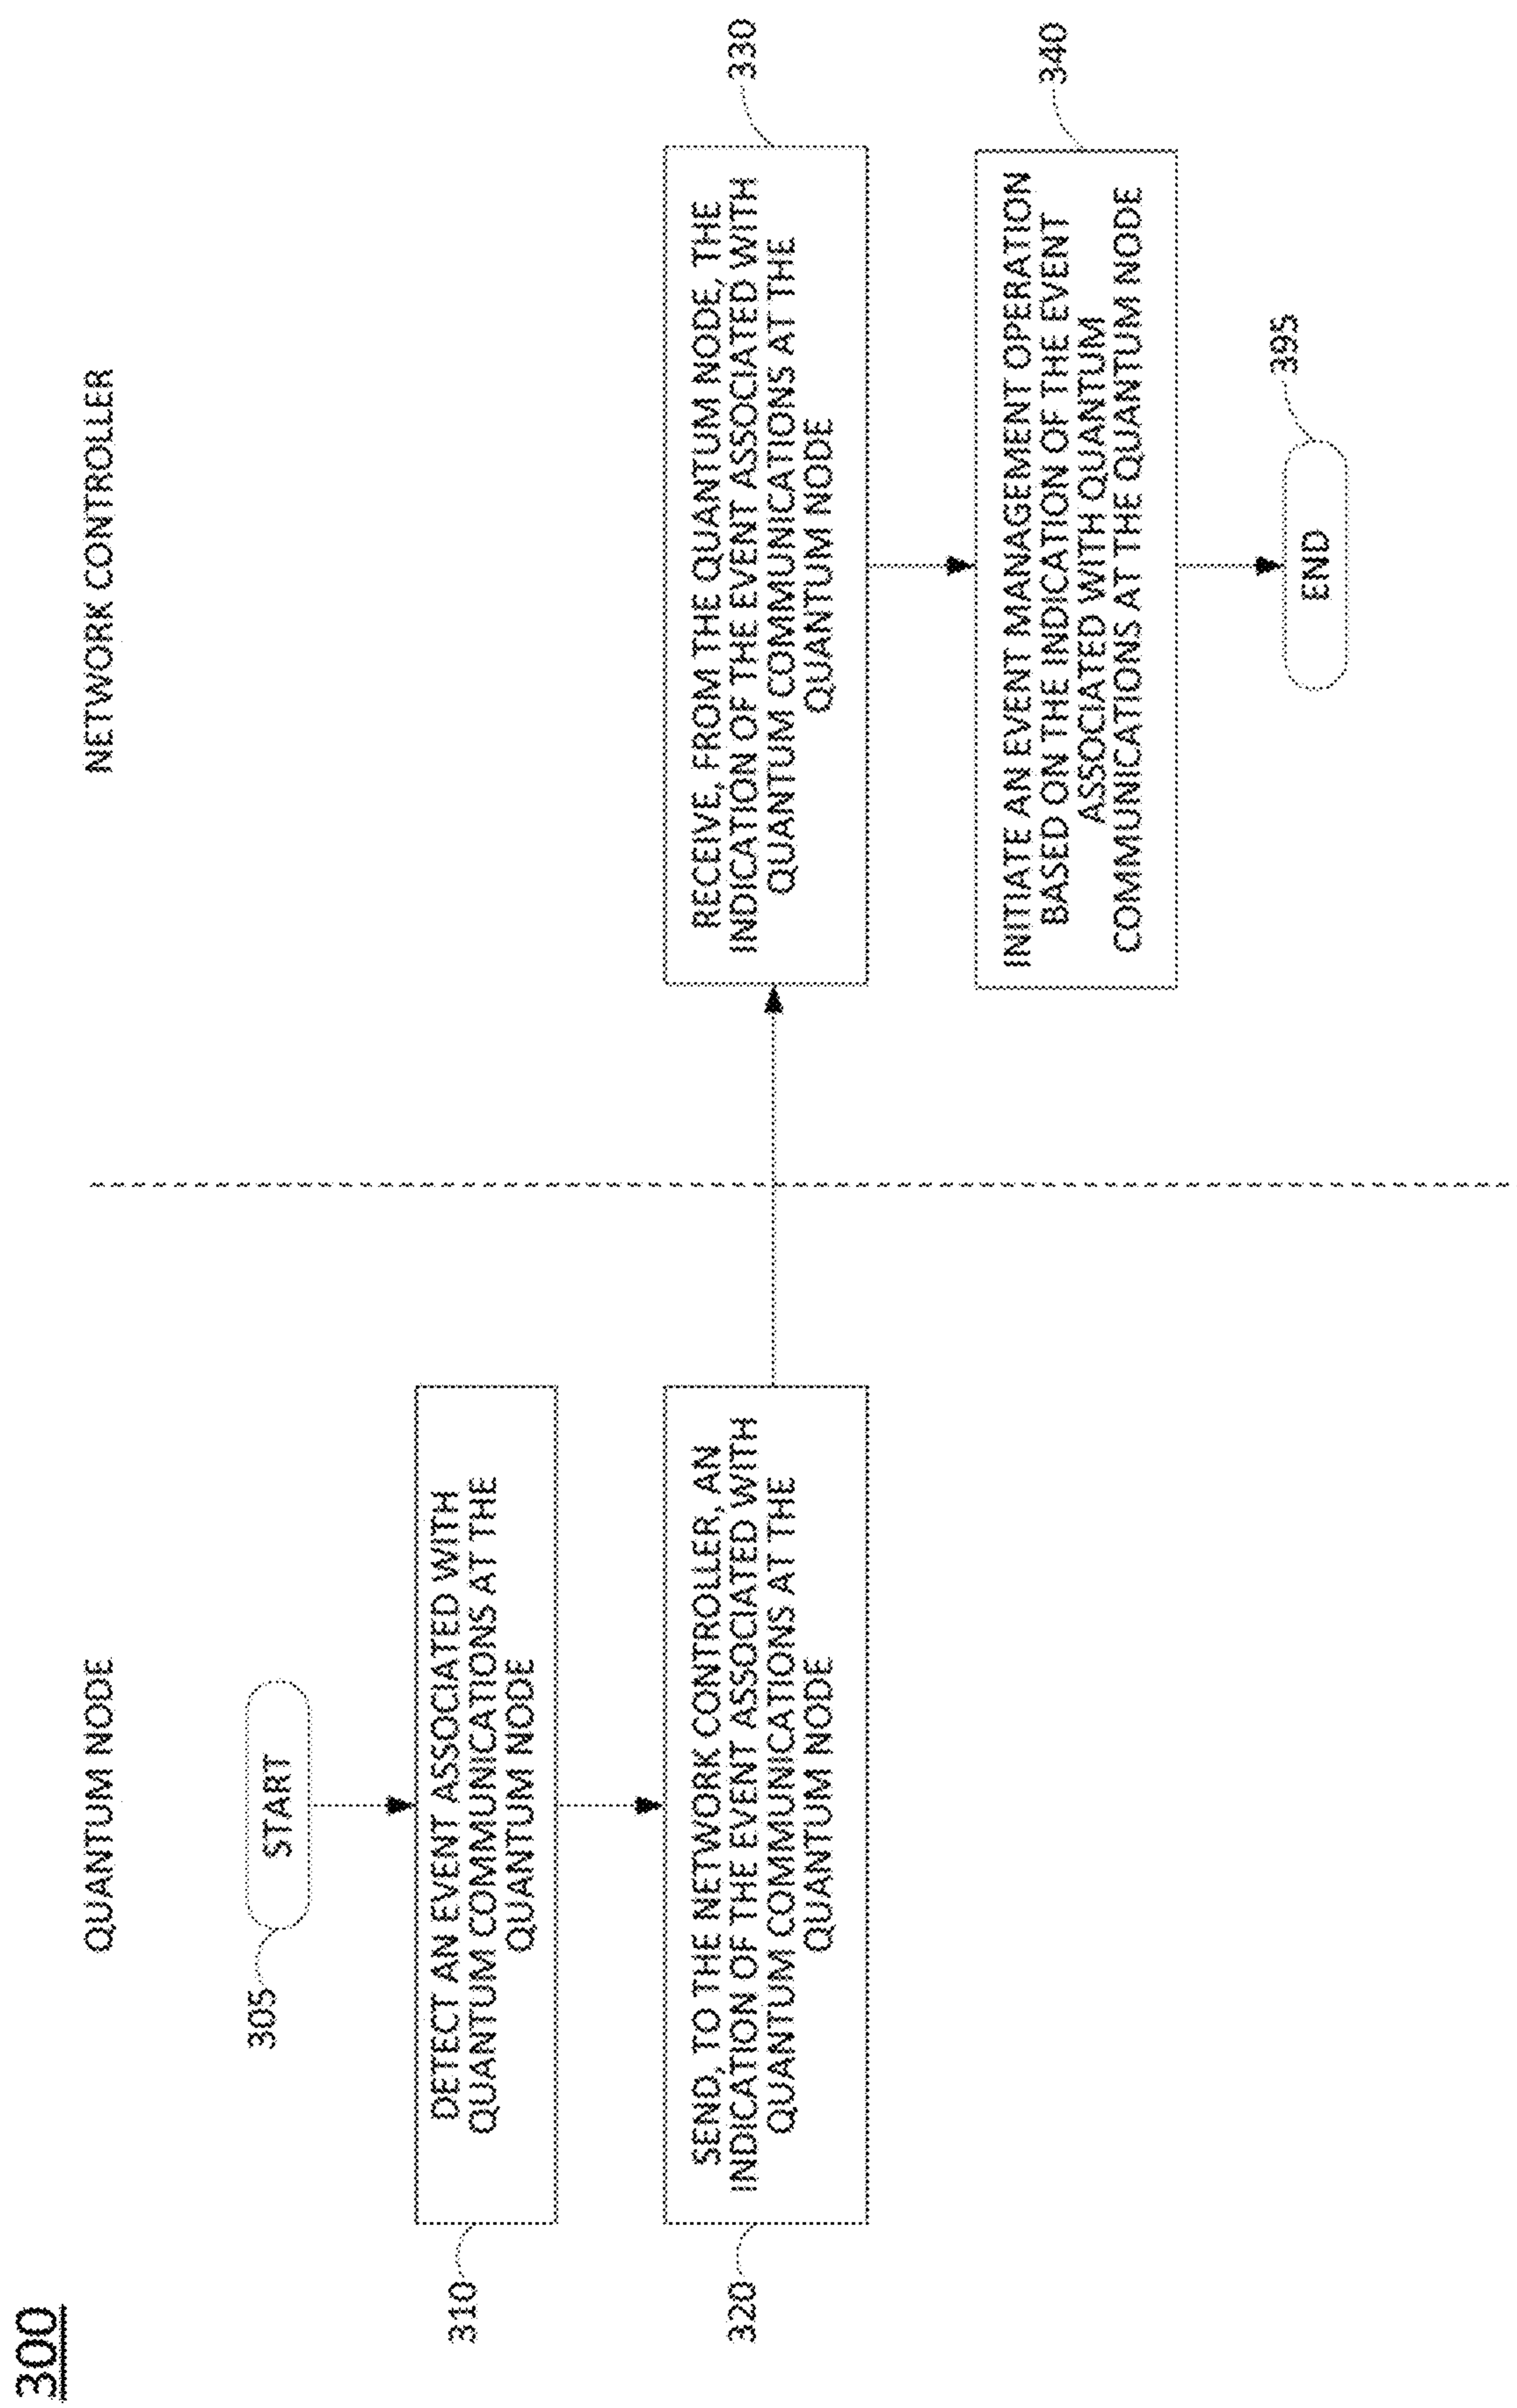 300
QUANTUM NODE
NETWORK CONTROLLER
305
START
310
DETECT AN EVENT ASSOCIATED WITH
QUANTUM COMMUNICATIONS AT THE
QUANTUM NODE
320
SEND, TO THE NETWORK CONTROLLER, AN
INDICATION OF THE EVENT ASSOCIATED WITH
QUANTUM COMMUNICATIONS AT THE
QUANTUM NODE
330
RECEIVE, FROM THE QUANTUM NODE, THE
INDICATION OF THE EVENT ASSOCIATED WITH
QUANTUM COMMUNICATIONS AT THE
QUANTUM NODE
340
INITIATE AN EVENT MANAGEMENT OPERATION
BASED ON THE INDICATION OF THE EVENT
ASSOCIATED WITH QUANTUM
COMMUNICATIONS AT THE QUANTUM NODE
395
END